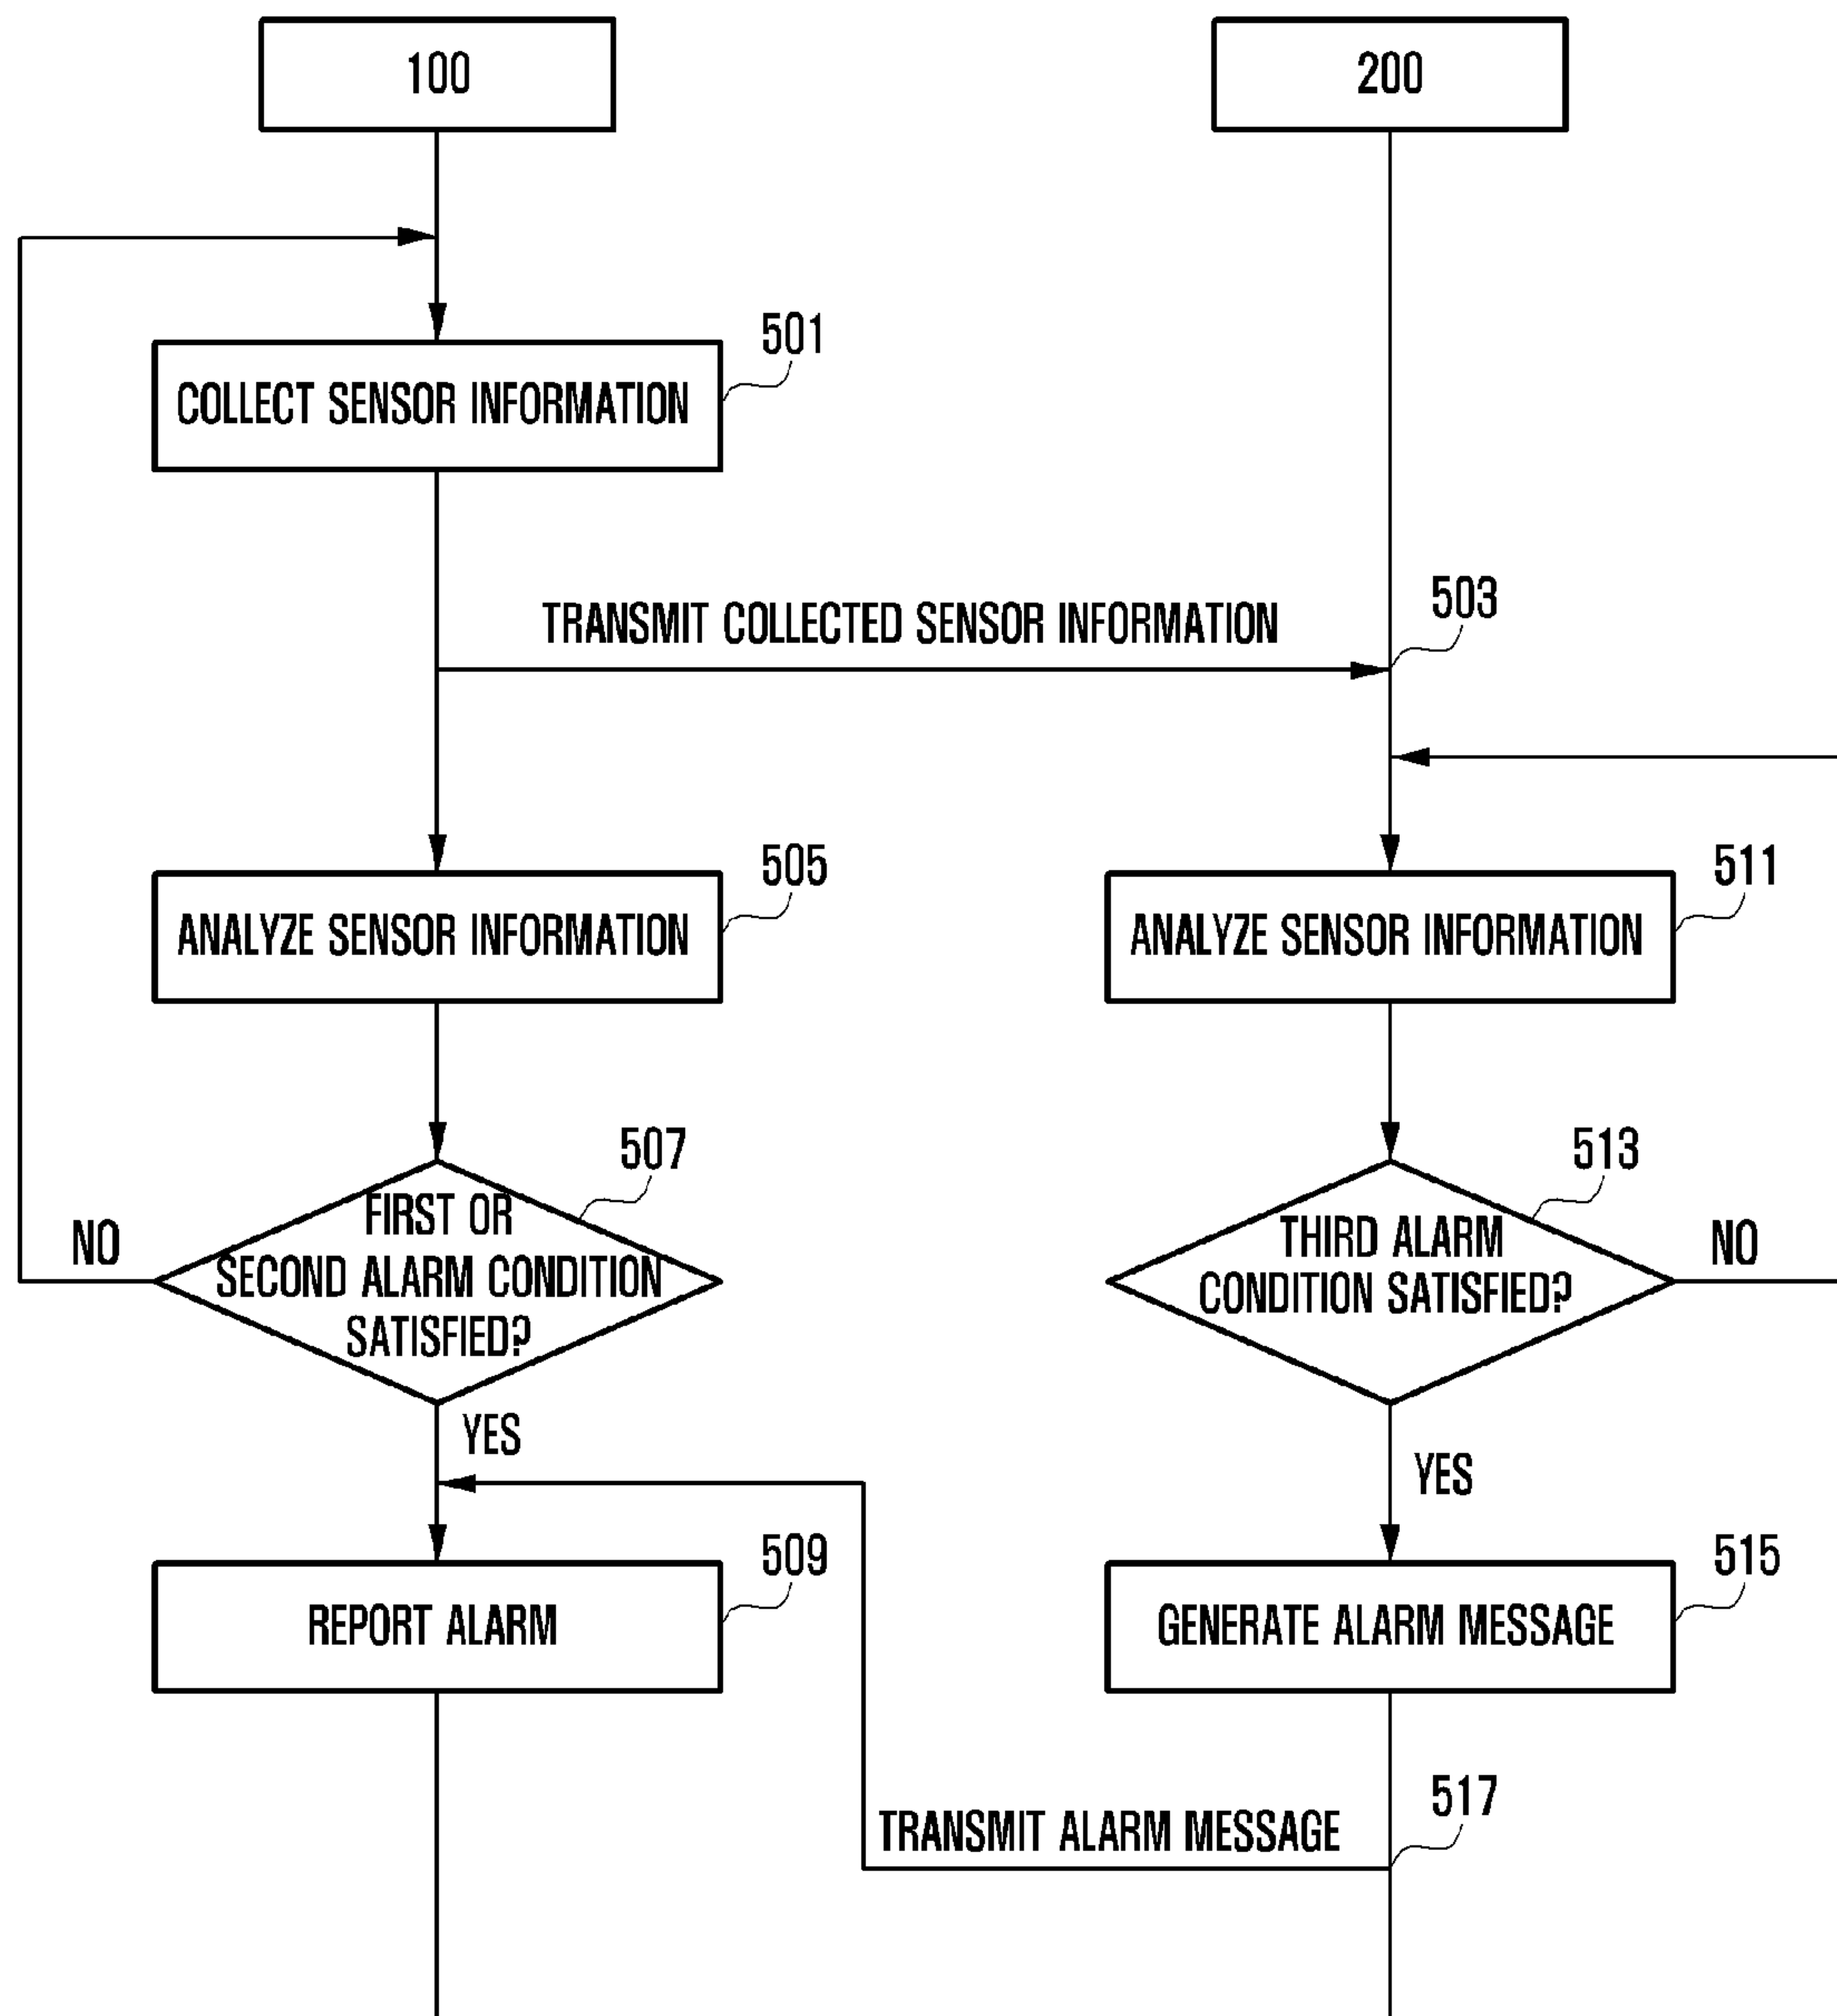 100
200
501
COLLECT SENSOR INFORMATION
503
TRANSMIT COLLECTED SENSOR INFORMATION
505
ANALYZE SENSOR INFORMATION
511
ANALYZE SENSOR INFORMATION
507
FIRST OR
SECOND ALARM CONDITION
SATISFIED?
NO
513
THIRD ALARM
CONDITION SATISFIED?
NO
YES
YES
509
REPORT ALARM
515
GENERATE ALARM MESSAGE
517
TRANSMIT ALARM MESSAGE